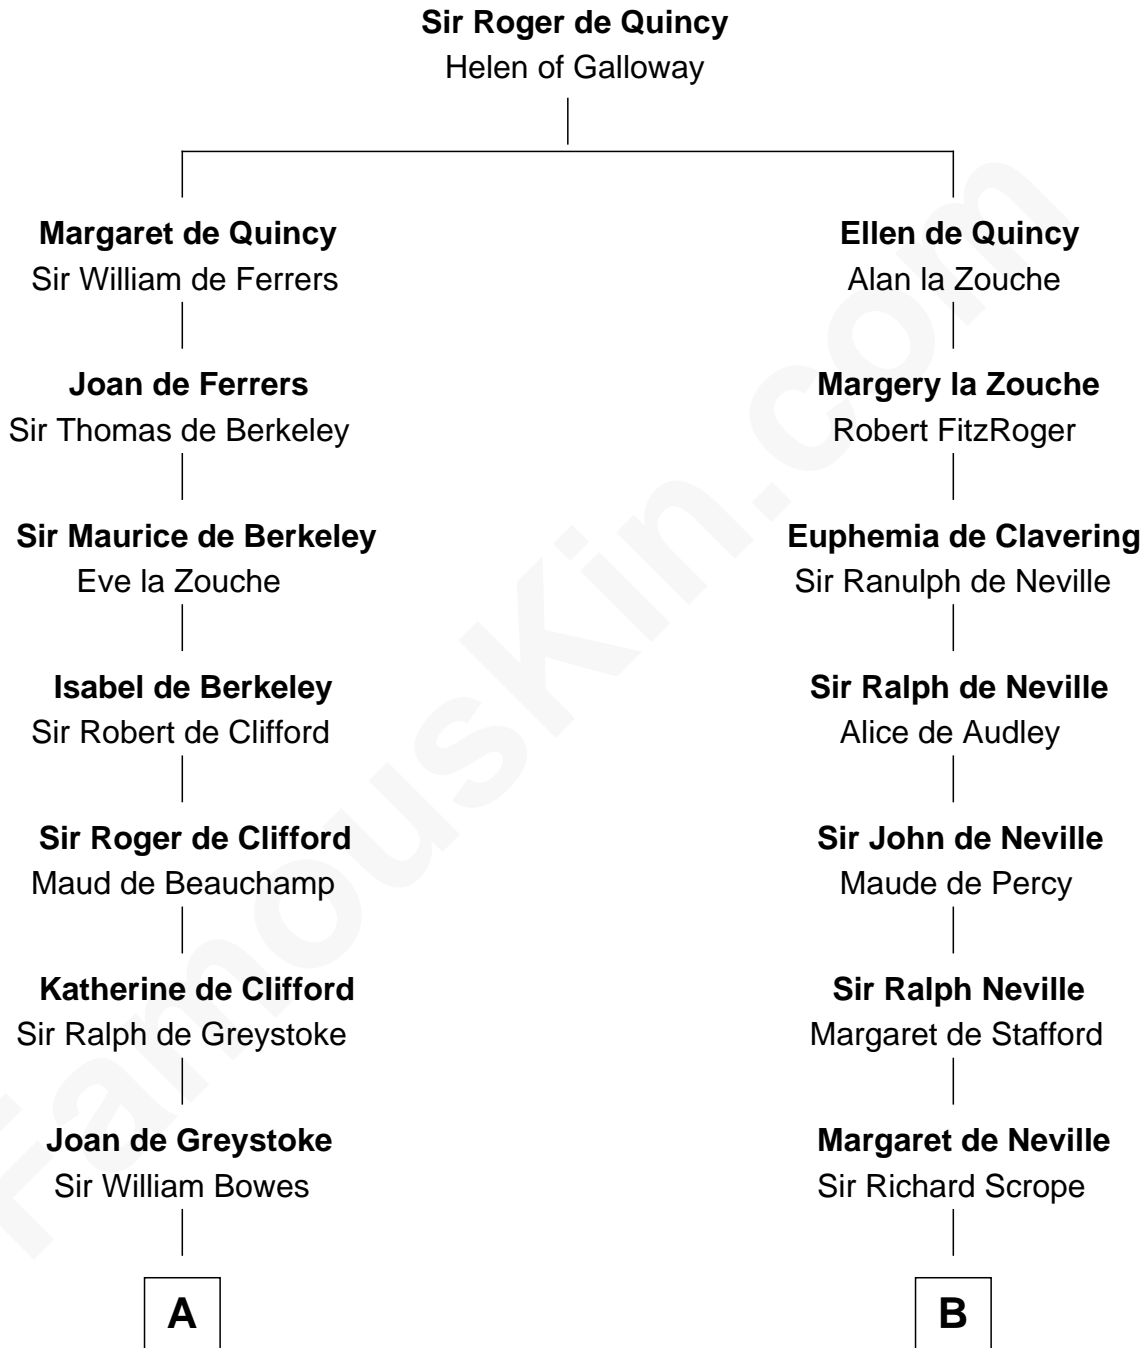 Sir Roger de Quincy
Helen of Galloway
Margaret de Quincy
Sir William de Ferrers
Joan de Ferrers
Sir Thomas de Berkeley
Sir Maurice de Berkeley
Eve la Zouche
Isabel de Berkeley
Sir Robert de Clifford
Sir Roger de Clifford
Maud de Beauchamp
Katherine de Clifford
Sir Ralph de Greystoke
Joan de Greystoke
Sir William Bowes
A
Ellen de Quincy
Alan la Zouche
Margery la Zouche
Robert FitzRoger
Euphemia de Clavering
Sir Ranulph de Neville
Sir Ralph de Neville
Alice de Audley
Sir John de Neville
Maude de Percy
Sir Ralph Neville
Margaret de Stafford
Margaret de Neville
Sir Richard Scrope
B
FamousKin.com